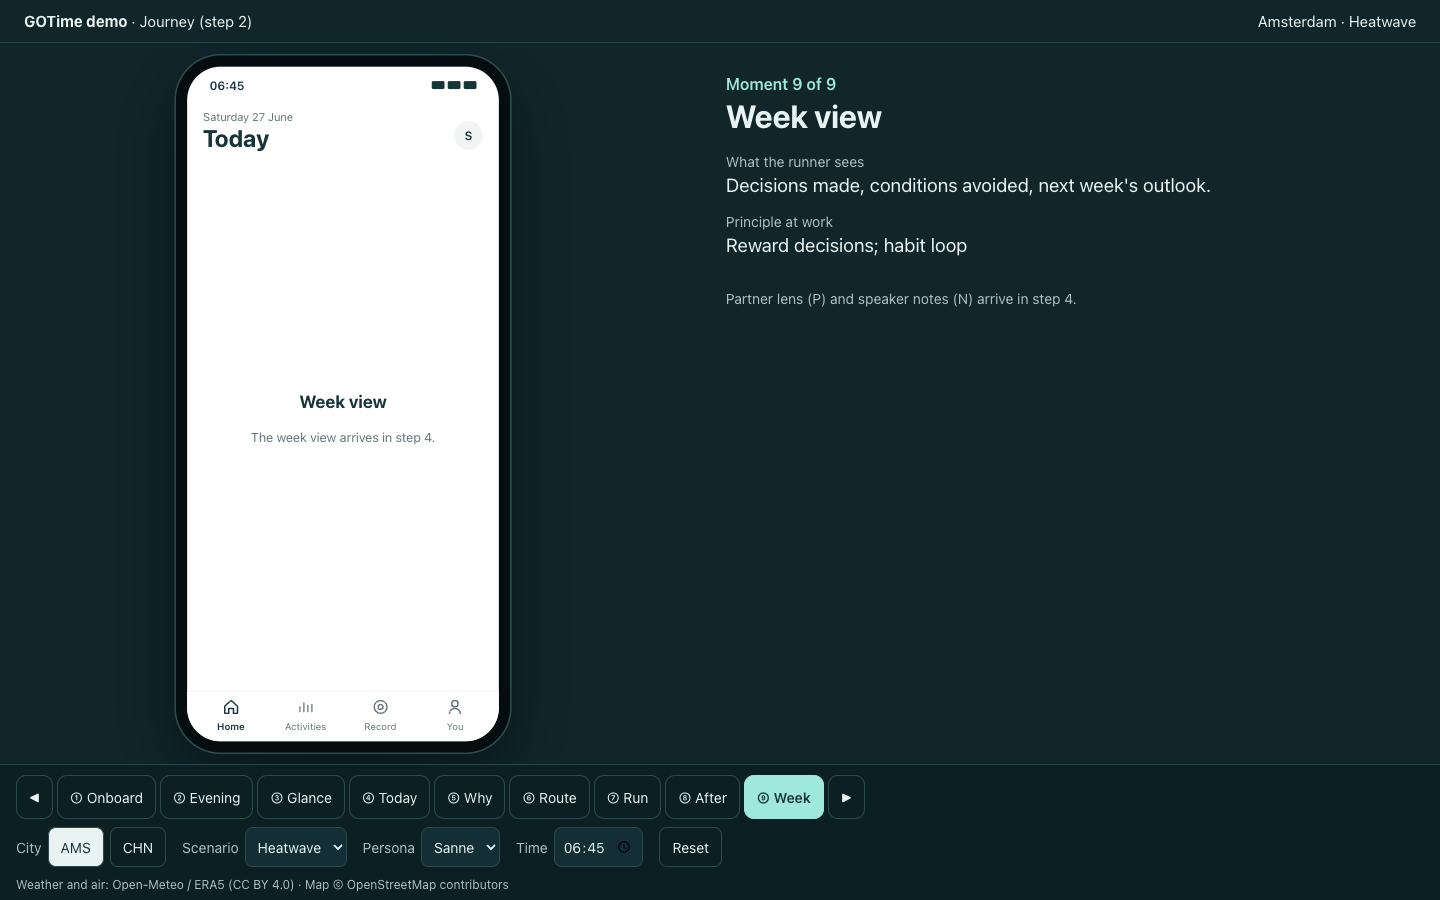 GOTime demo · Journey (step 2)
Amsterdam · Heatwave
06:45
Saturday 27 June
Today
S
Week view
The week view arrives in step 4.
Home
Activities
Record
You
Moment 9 of 9
Week view
What the runner sees
Decisions made, conditions avoided, next week's outlook.
Principle at work
Reward decisions; habit loop
Partner lens (P) and speaker notes (N) arrive in step 4.
◄ ① Onboard ② Evening ③ Glance ④ Today ⑤ Why ⑥ Route ⑦ Run ⑧ After ⑨ Week ►
City AMS CHN Scenario Heatwave Persona Sanne Time 06:45 Reset
Weather and air: Open-Meteo / ERA5 (CC BY 4.0) · Map © OpenStreetMap contributors